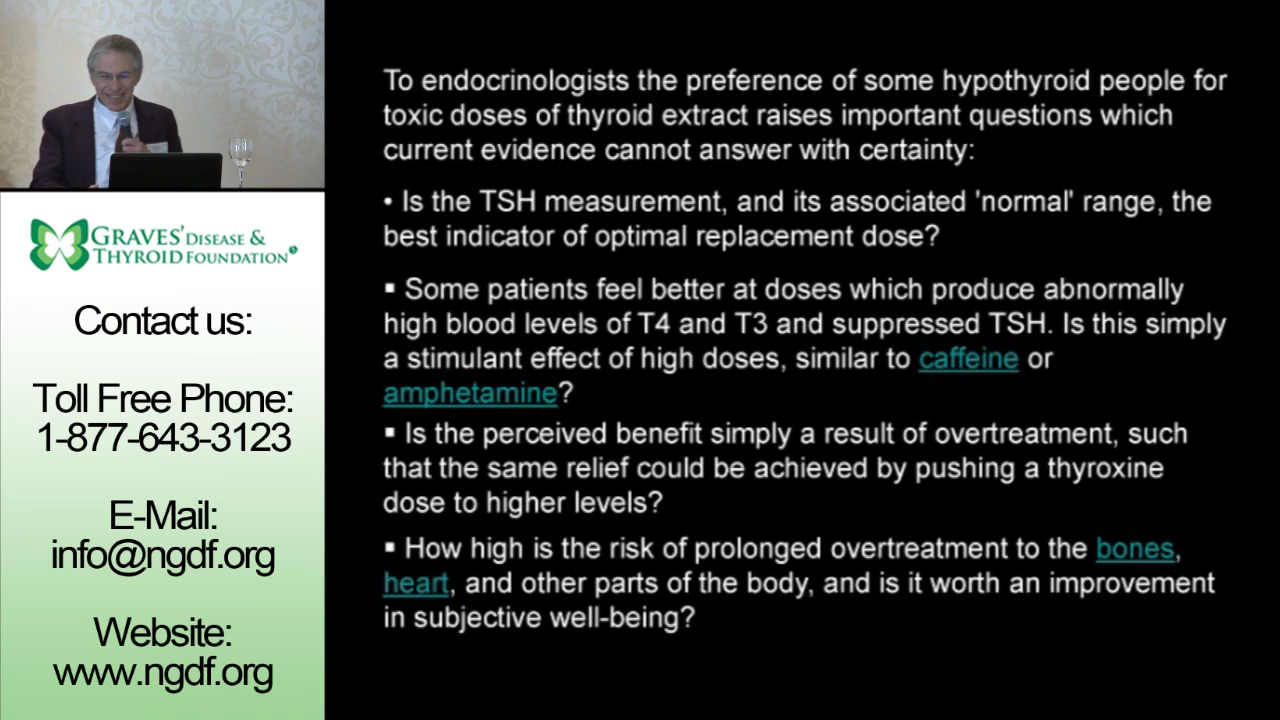 GRAVES' DISEASE &
THYROID FOUNDATION
Contact us:
Toll Free Phone:
1-877-643-3123
E-Mail:
info@ngdf.org
Website:
www.ngdf.org
To endocrinologists the preference of some hypothyroid people for
toxic doses of thyroid extract raises important questions which
current evidence cannot answer with certainty:
• Is the TSH measurement, and its associated 'normal' range, the
best indicator of optimal replacement dose?
▪ Some patients feel better at doses which produce abnormally
high blood levels of T4 and T3 and suppressed TSH. Is this simply
a stimulant effect of high doses, similar to caffeine or
amphetamine?
▪ Is the perceived benefit simply a result of overtreatment, such
that the same relief could be achieved by pushing a thyroxine
dose to higher levels?
▪ How high is the risk of prolonged overtreatment to the bones,
heart, and other parts of the body, and is it worth an improvement
in subjective well-being?